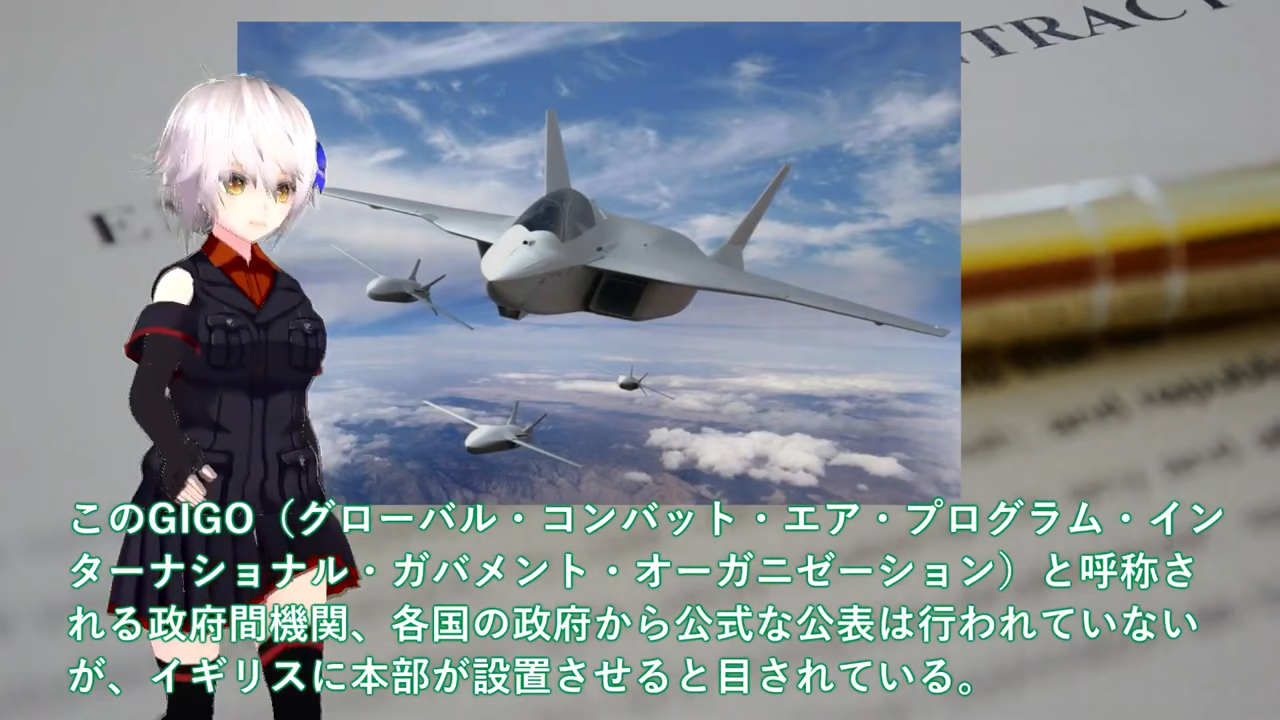 TRACT
このGIGO（グローバル・コンバット・エア・プログラム・イン
ターナショナル・ガバメント・オーガニゼーション）と呼称さ
れる政府間機関、各国の政府から公式な公表は行われていない
が、イギリスに本部が設置させると目されている。